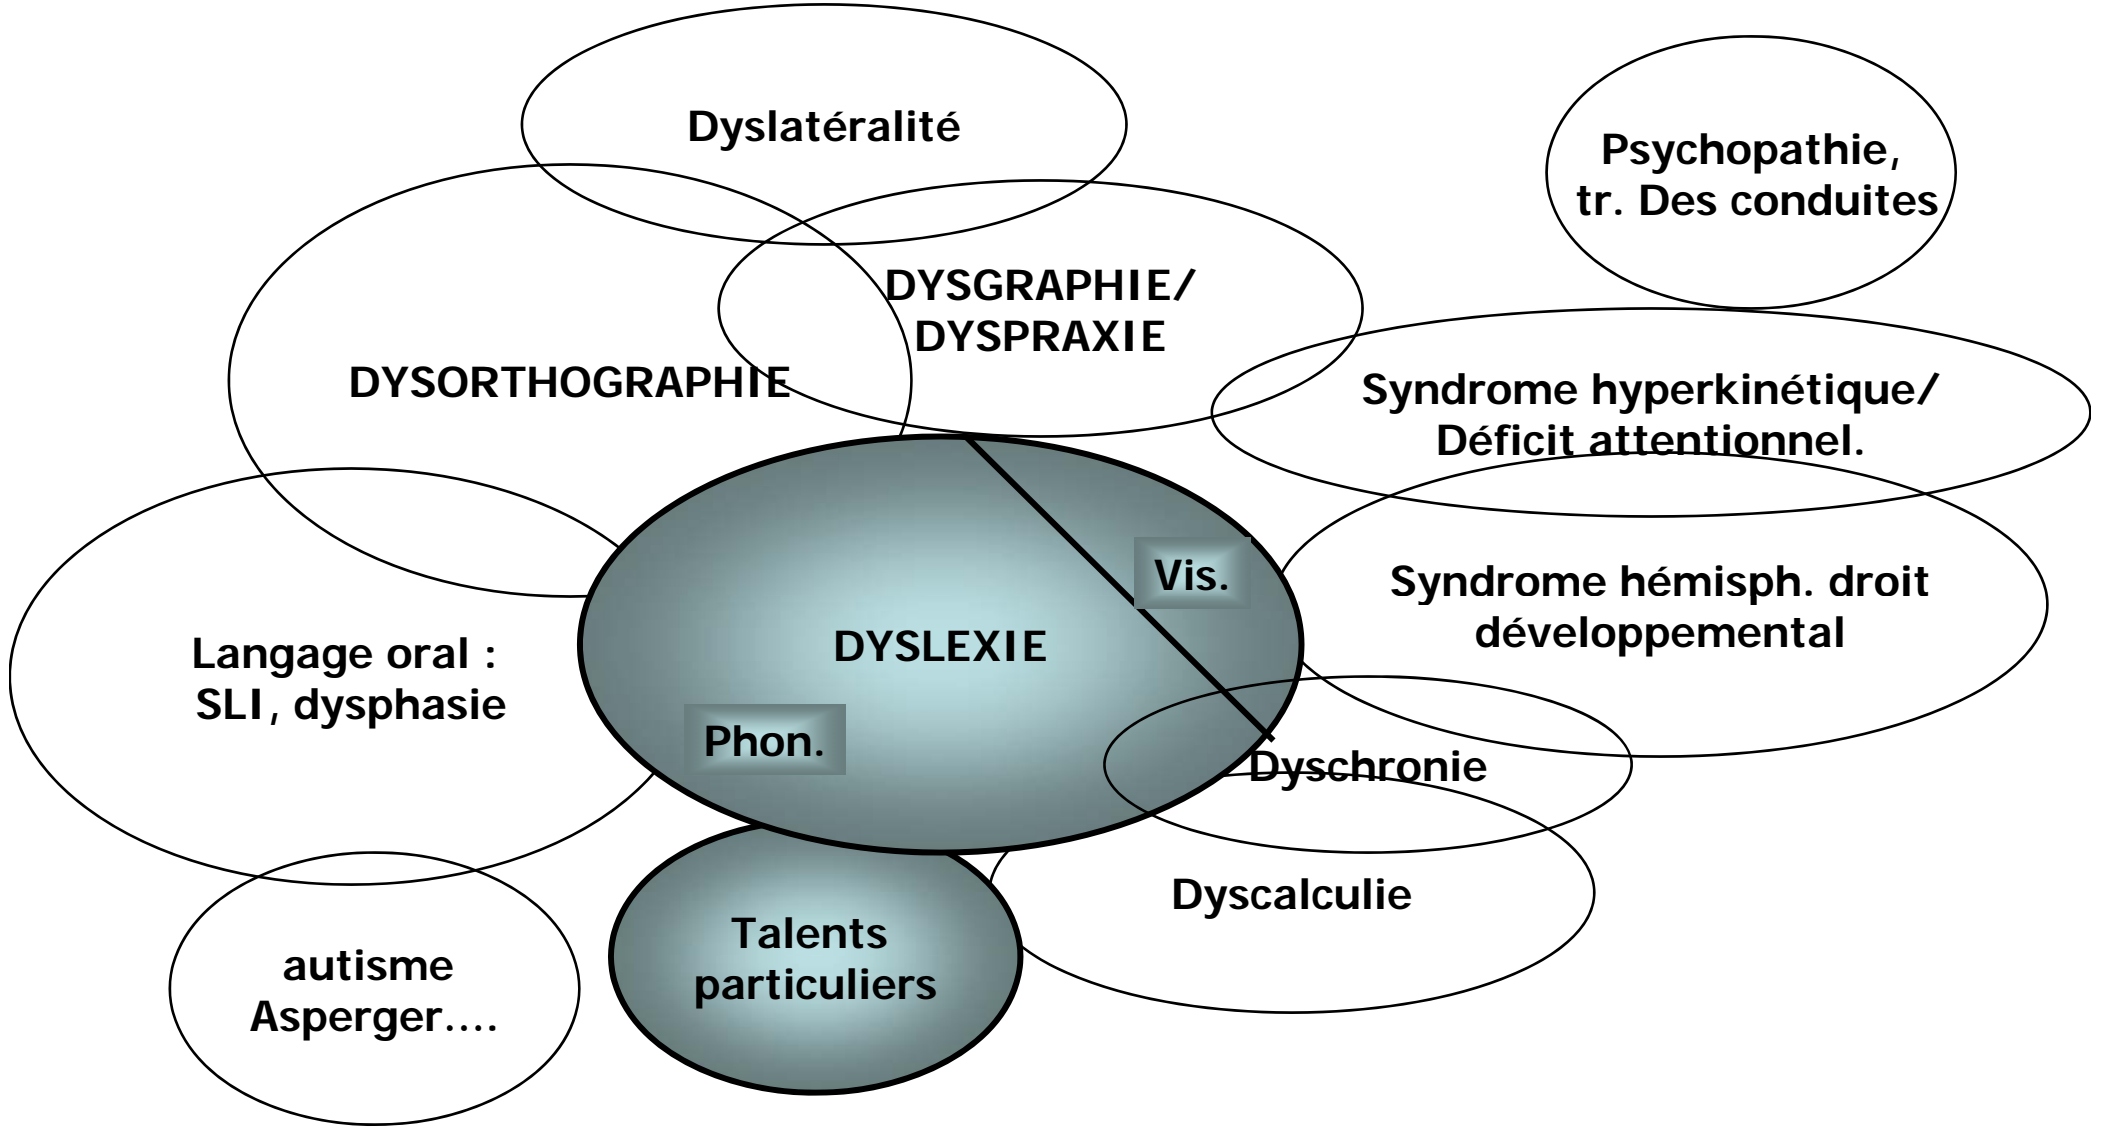 Dyslatéralité
Psychopathie,
tr. Des conduites
DYSGRAPHIE/
DYSPRAXIE
DYSORTHOGRAPHIE
Syndrome hyperkinétique/
Déficit attentionnel.
Vis.
Syndrome hémisph. droit
développemental
DYSLEXIE
Langage oral :
SLI, dysphasie
Phon.
Dyschronie
Dyscalculie
Talents
particuliers
autisme
Asperger....